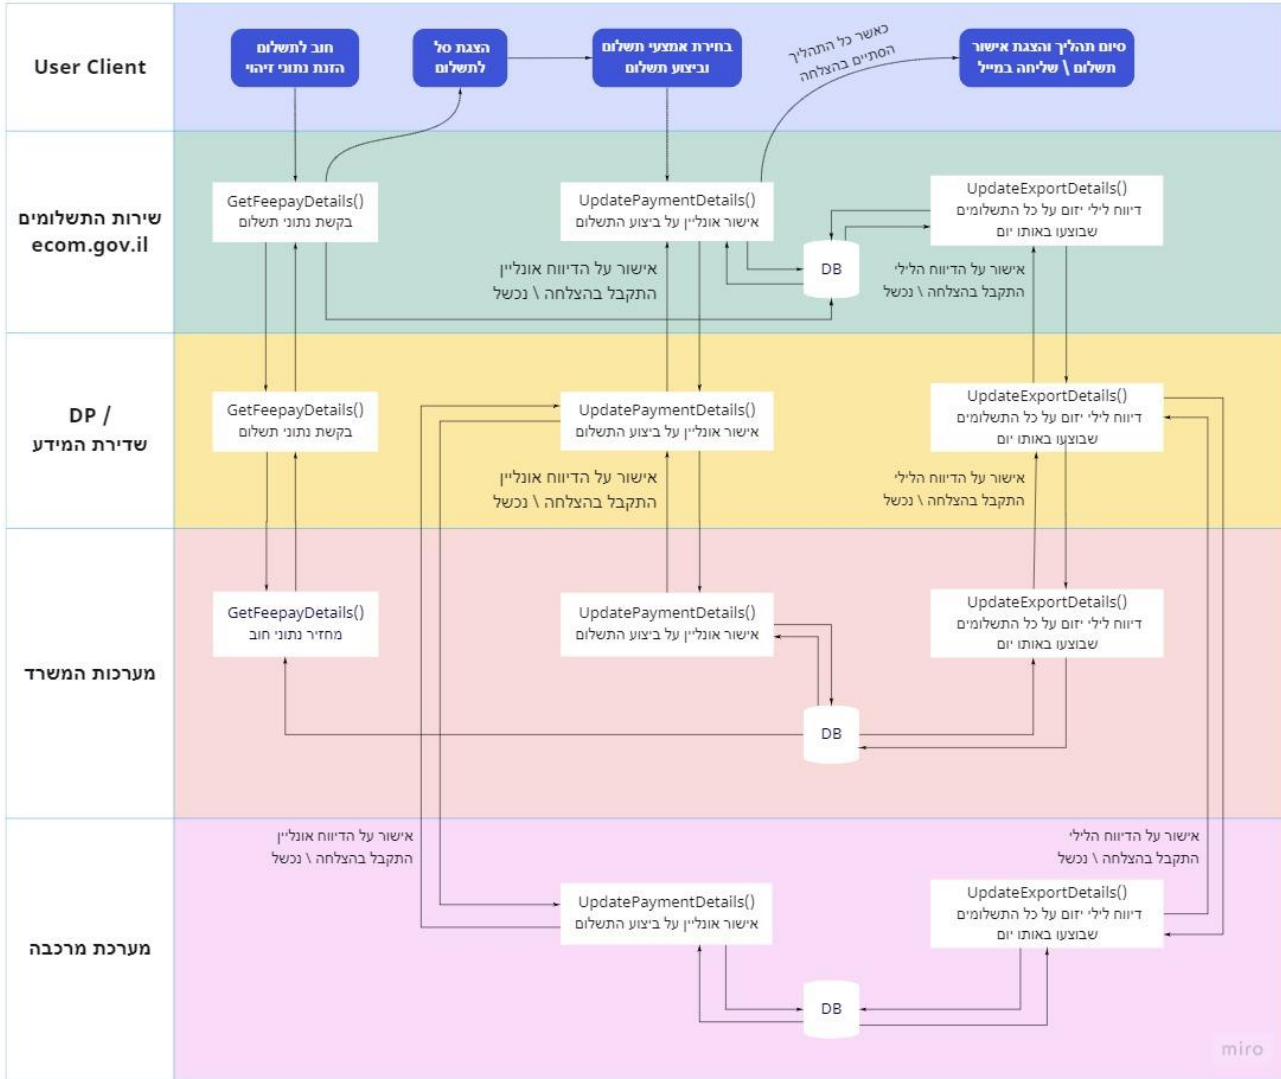 User Client
חוב לתשלום
הזנת נתוני זיהוי
הצגת סל
לתשלום
בחירת אמצעי תשלום
וביצוע תשלום
כאשר כל התהליך
הסתיים בהצלחה
סיום תהליך והצגת אישור
תשלום \ שליחה במייל
שירות התשלומים
ecom.gov.il
GetFeepayDetails()
בקשת נתוני תשלום
UpdatePaymentDetails()
אישור אונליין על ביצוע התשלום
UpdateExportDetails()
דיווח לילי יזום על כל התשלומים
שבוצעו באותו יום
DB
אישור על הדיווח אונליין
התקבל בהצלחה \ נכשל
אישור על הדיווח הלילי
התקבל בהצלחה \ נכשל
DP /
שדירת המידע
GetFeepayDetails()
בקשת נתוני תשלום
UpdatePaymentDetails()
אישור אונליין על ביצוע התשלום
UpdateExportDetails()
דיווח לילי יזום על כל התשלומים
שבוצעו באותו יום
אישור על הדיווח אונליין
התקבל בהצלחה \ נכשל
אישור על הדיווח הלילי
התקבל בהצלחה \ נכשל
מערכות המשרד
GetFeepayDetails()
מחזיר נתוני חוב
UpdatePaymentDetails()
אישור אונליין על ביצוע התשלום
UpdateExportDetails()
דיווח לילי יזום על כל התשלומים
שבוצעו באותו יום
DB
מערכת מרכבה
אישור על הדיווח אונליין
התקבל בהצלחה \ נכשל
אישור על הדיווח הלילי
התקבל בהצלחה \ נכשל
UpdatePaymentDetails()
אישור אונליין על ביצוע התשלום
UpdateExportDetails()
דיווח לילי יזום על כל התשלומים
שבוצעו באותו יום
DB
miro